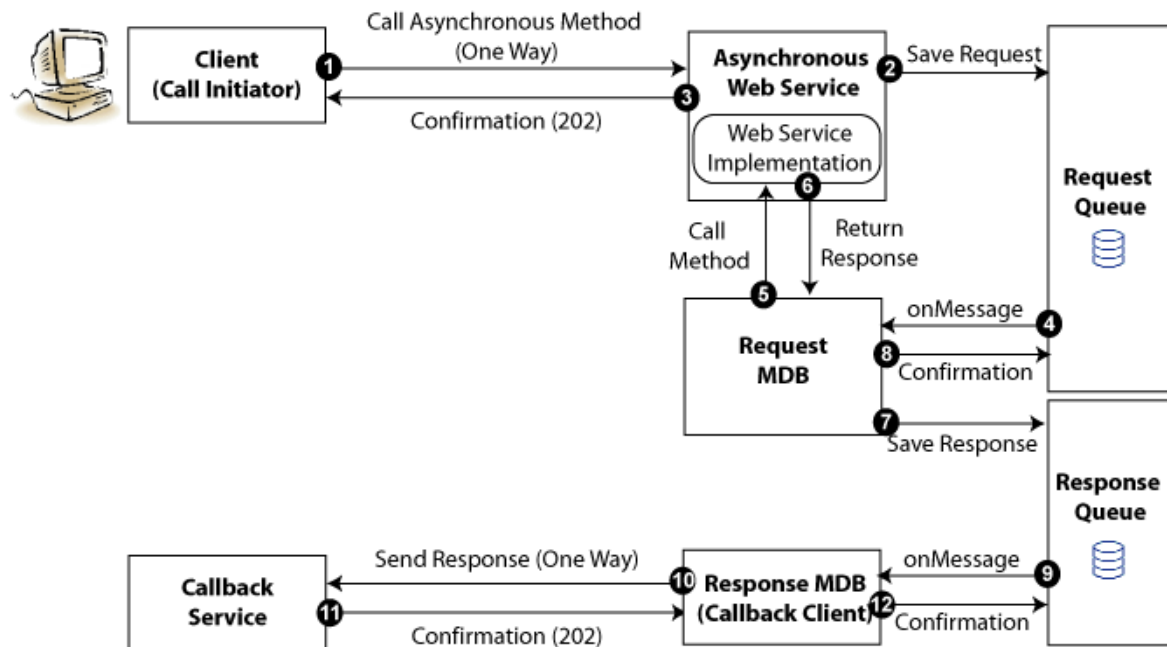 Call Asynchronous Method
(One Way)
Client
(Call Initiator)
1
Confirmation (202)
3
Asynchronous
Web Service
2
Save Request
Web Service
Implementation
6
Request
Queue
Call
Method
Return
Response
5
onMessage
4
Request
MDB
8
Confirmation
7
Save Response
Response
Queue
Send Response (One Way)
onMessage
9
Callback
Service
10
11
Response MDB
(Callback Client)
12
Confirmation (202)
Confirmation